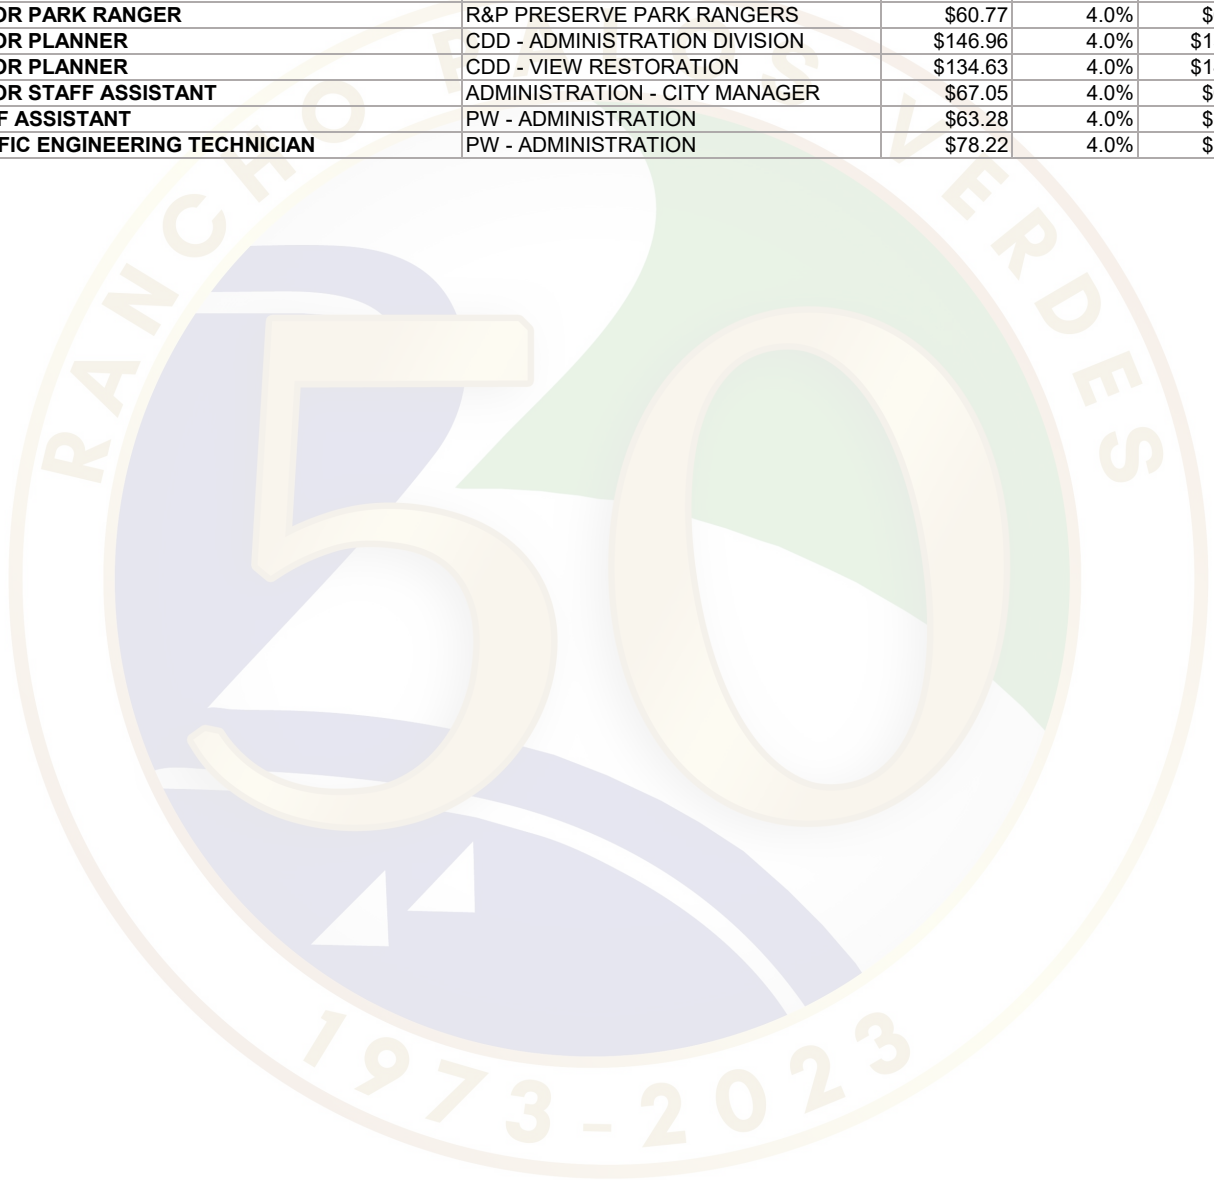 OR PARK RANGER R&P PRESERVE PARK RANGERS $60.77 4.0% $
OR PLANNER CDD - ADMINISTRATION DIVISION $146.96 4.0% $1
OR PLANNER CDD - VIEW RESTORATION $134.63 4.0% $1
OR STAFF ASSISTANT ADMINISTRATION - CITY MANAGER $67.05 4.0% $
F ASSISTANT PW - ADMINISTRATION $63.28 4.0% $
FIC ENGINEERING TECHNICIAN PW - ADMINISTRATION $78.22 4.0% $
RANCHO VERDES
50
1973-2023